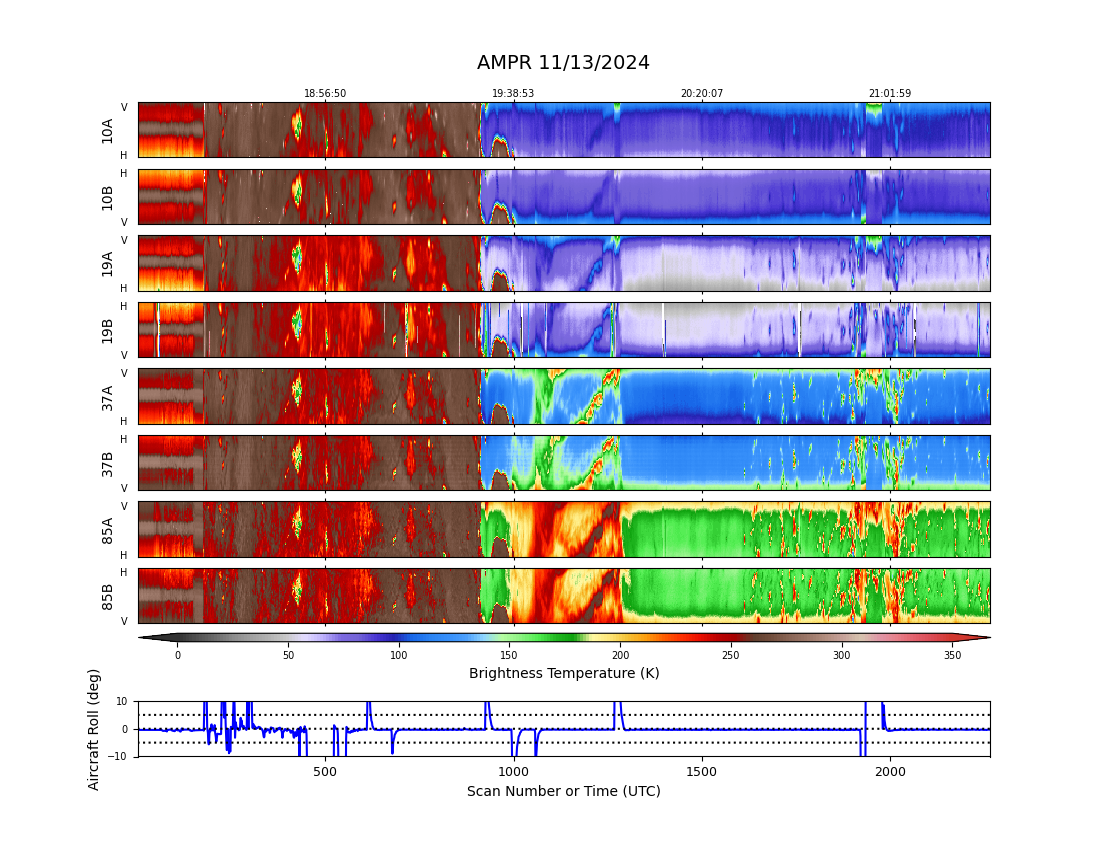 AMPR 11/13/2024
18:56:50 19:38:53 20:20:07 21:01:59
V
10A
H
H
10B
V
V
19A
H
H
19B
V
V
37A
H
H
37B
V
V
85A
H
H
85B
V
0 50 100 150 200 250 300 350
Brightness Temperature (K)
Aircraft Roll (deg)
10
0
−10
500 1000 1500 2000
Scan Number or Time (UTC)